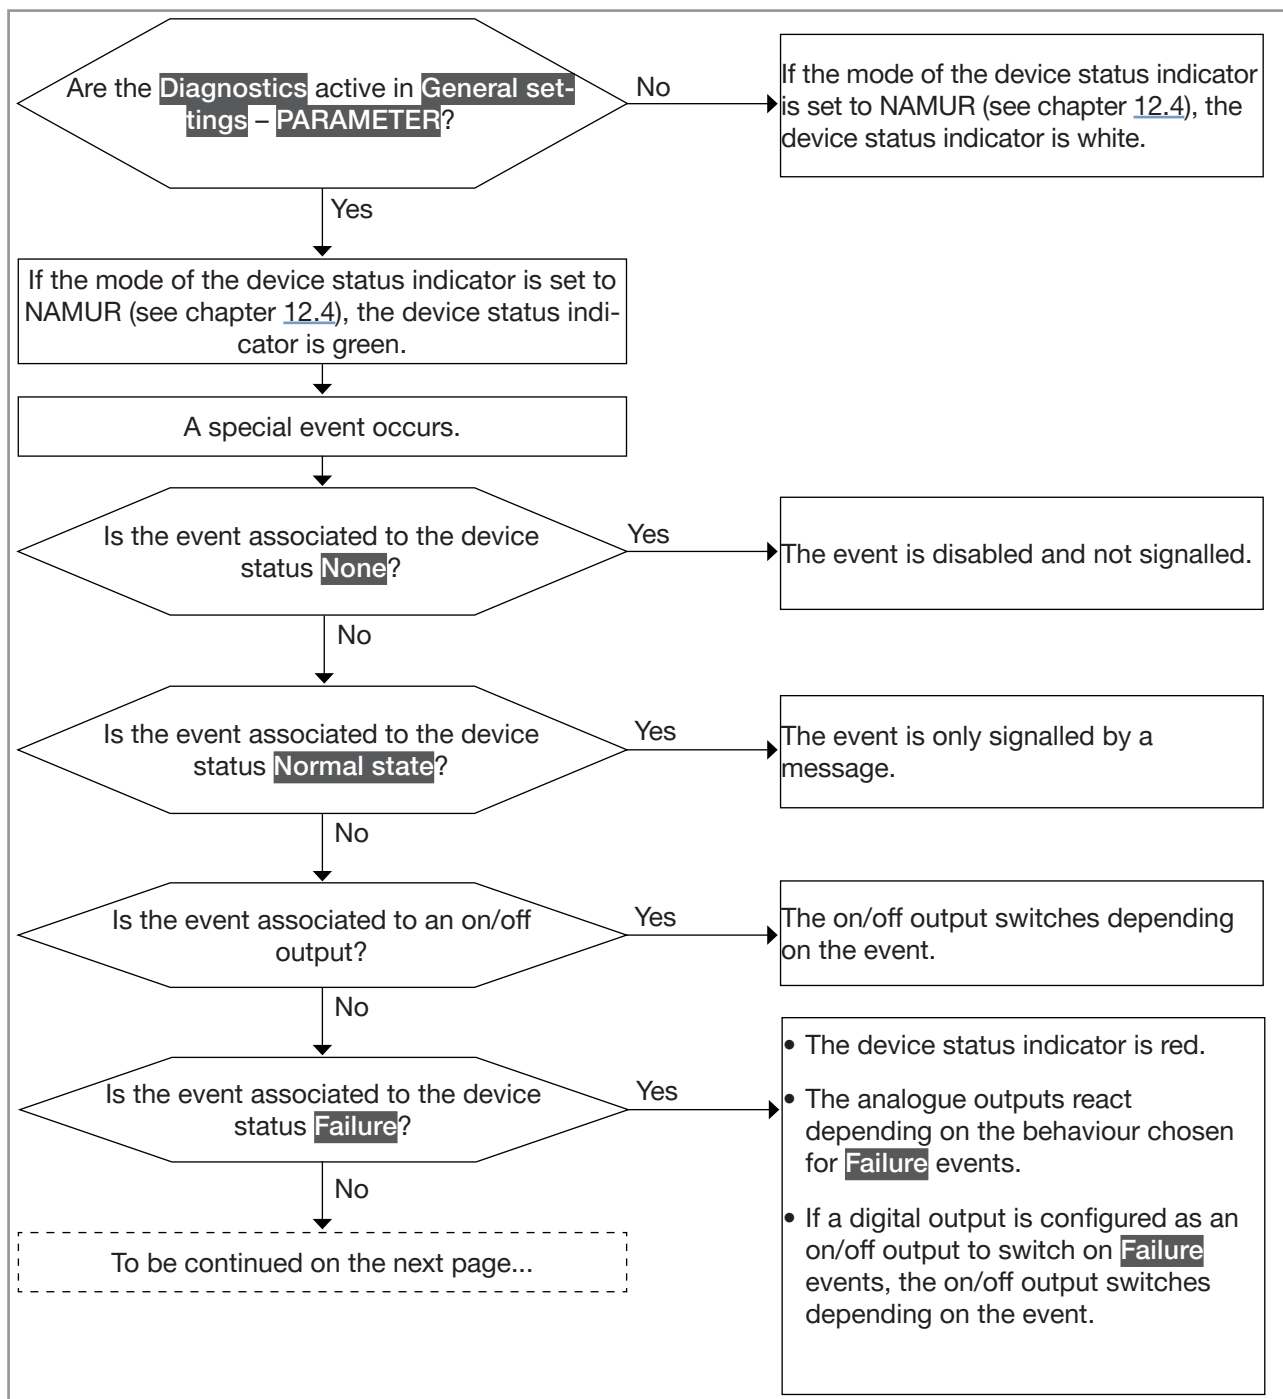 Are the Diagnostics active in General set-
tings – PARAMETER?
No
If the mode of the device status indicator
is set to NAMUR (see chapter 12.4), the
device status indicator is white.
Yes
If the mode of the device status indicator is set to
NAMUR (see chapter 12.4), the device status indi-
cator is green.
A special event occurs.
Is the event associated to the device
status None?
Yes
The event is disabled and not signalled.
No
Is the event associated to the device
status Normal state?
Yes
The event is only signalled by a
message.
No
Is the event associated to an on/off
output?
Yes
The on/off output switches depending
on the event.
No
Is the event associated to the device
status Failure?
Yes
• The device status indicator is red.
• The analogue outputs react
depending on the behaviour chosen
for Failure events.
• If a digital output is configured as an
on/off output to switch on Failure
events, the on/off output switches
depending on the event.
No
To be continued on the next page...